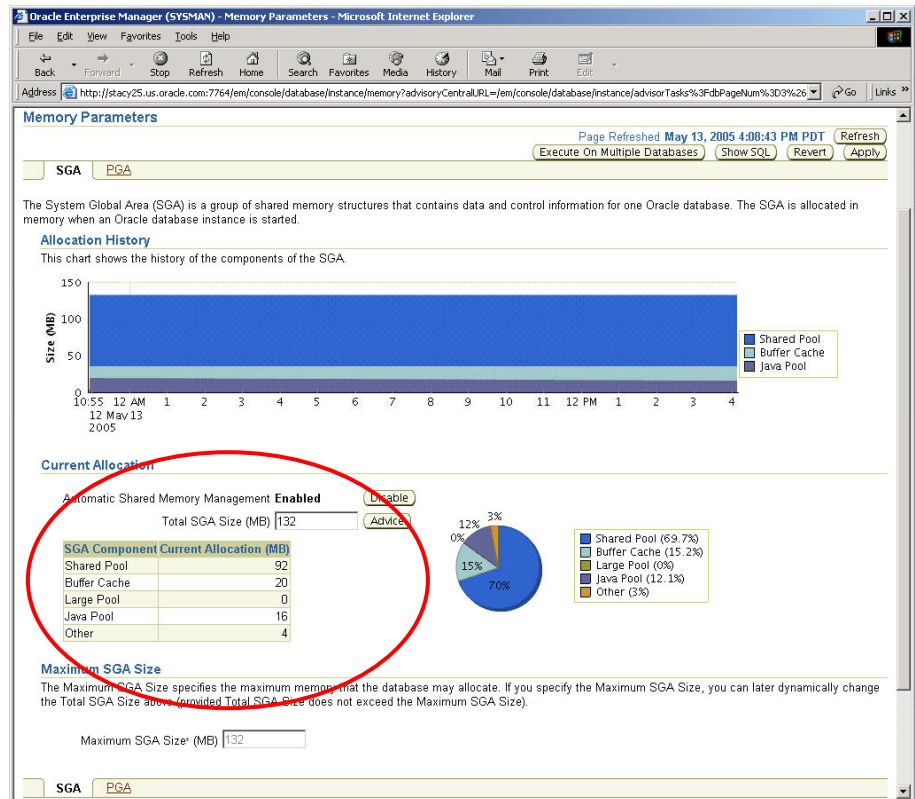 Oracle Enterprise Manager (SYSMAN) - Memory Parameters - Microsoft Internet Explorer
File Edit View Favorites Tools Help
Back Forward Stop Refresh Home Search Favorites Media History Mail Print Edit
Address http://stacy25.us.oracle.com:7764/em/console/database/instance/memory?advisoryCentralURL=/em/console/database/instance/advisorTasks%3FdbPageNum%3D3%26 Go Links »
Memory Parameters
Page Refreshed May 13, 2005 4:08:43 PM PDT Refresh
Execute On Multiple Databases Show SQL Revert Apply
SGA PGA
The System Global Area (SGA) is a group of shared memory structures that contains data and control information for one Oracle database. The SGA is allocated in
memory when an Oracle database instance is started.
Allocation History
This chart shows the history of the components of the SGA.
Size (MB)
150
100
50
0
10:55 12 AM 1 2 3 4 5 6 7 8 9 10 11 12 PM 1 2 3 4
12 May 13
2005
Shared Pool
Buffer Cache
Java Pool
Current Allocation
Automatic Shared Memory Management Enabled Disable
Total SGA Size (MB) 132 Advice
SGA Component Current Allocation (MB)
Shared Pool 92
Buffer Cache 20
Large Pool 0
Java Pool 16
Other 4
12% 3%
0%
15%
70%
Shared Pool (69.7%)
Buffer Cache (15.2%)
Large Pool (0%)
Java Pool (12.1%)
Other (3%)
Maximum SGA Size
The Maximum SGA Size specifies the maximum memory that the database may allocate. If you specify the Maximum SGA Size, you can later dynamically change
the Total SGA Size above (provided Total SGA Size does not exceed the Maximum SGA Size).
Maximum SGA Size* (MB) 132
SGA PGA